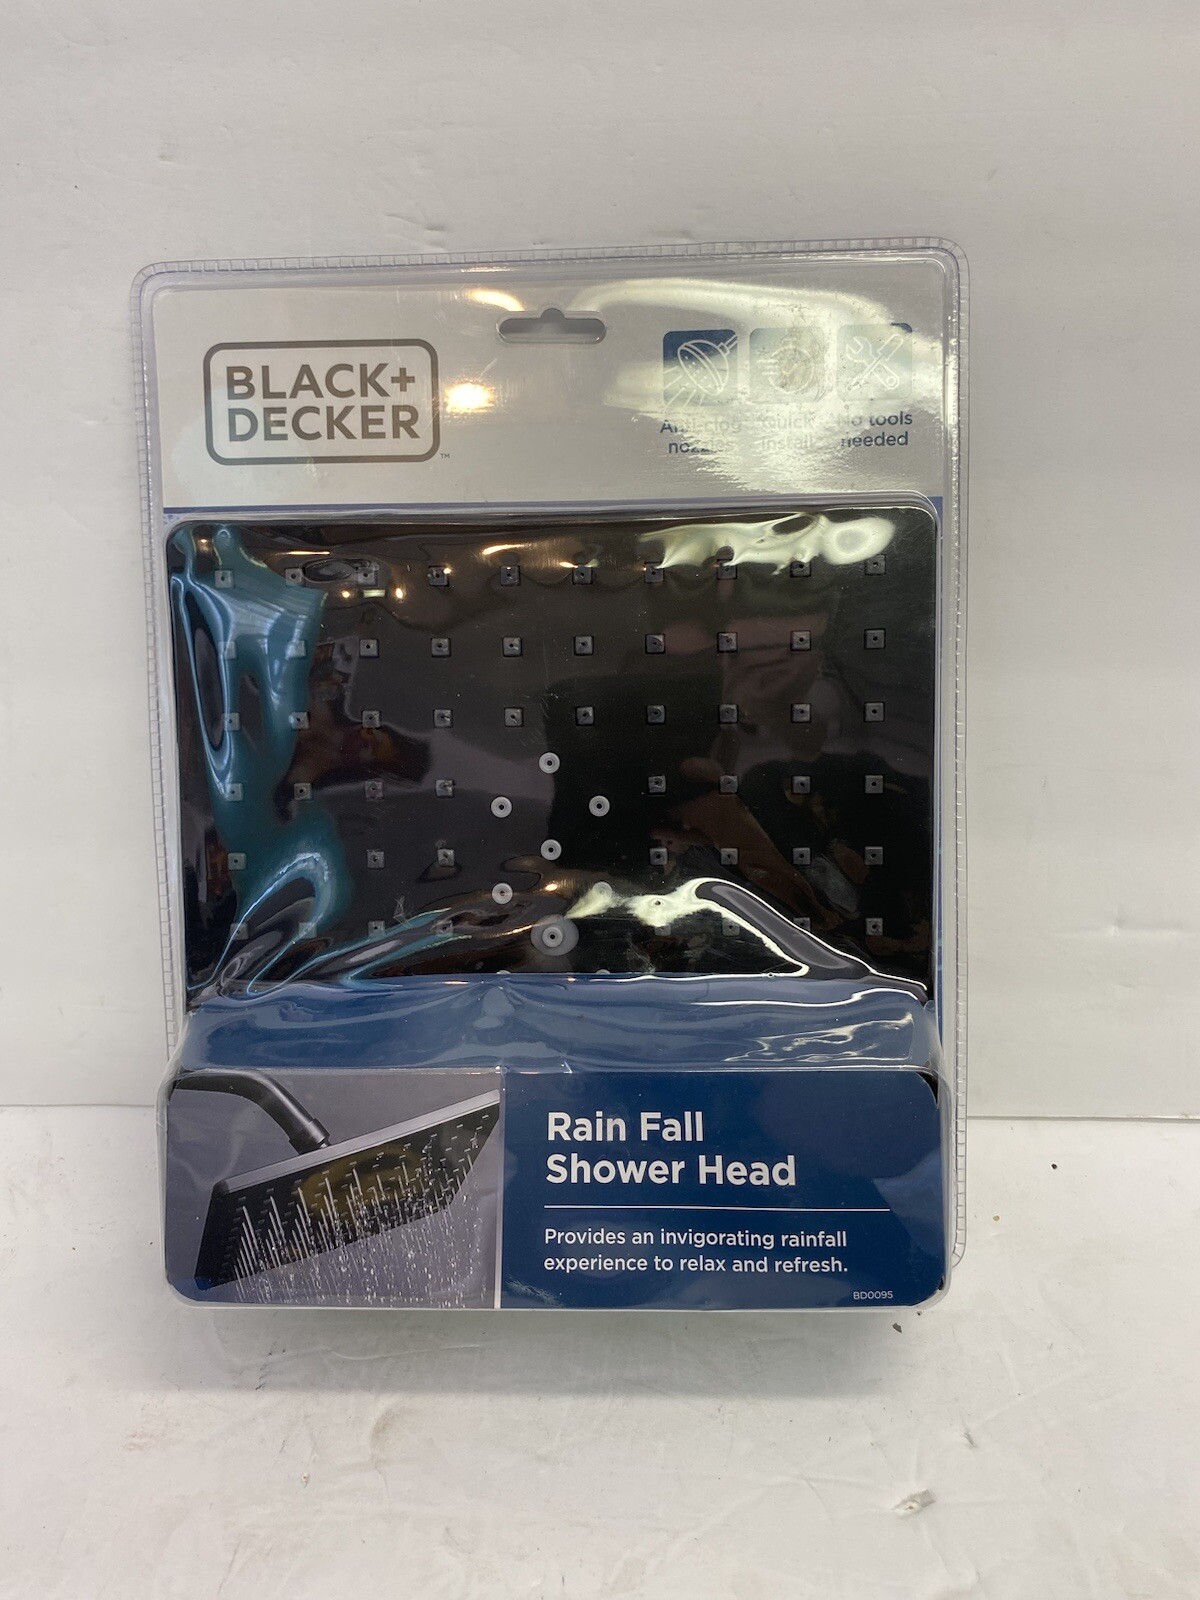 BLACK+
DECKER
™
Anti-clog
nozzles
Quick
install
No tools
needed
Rain Fall
Shower Head
Provides an invigorating rainfall
experience to relax and refresh.
BD0095